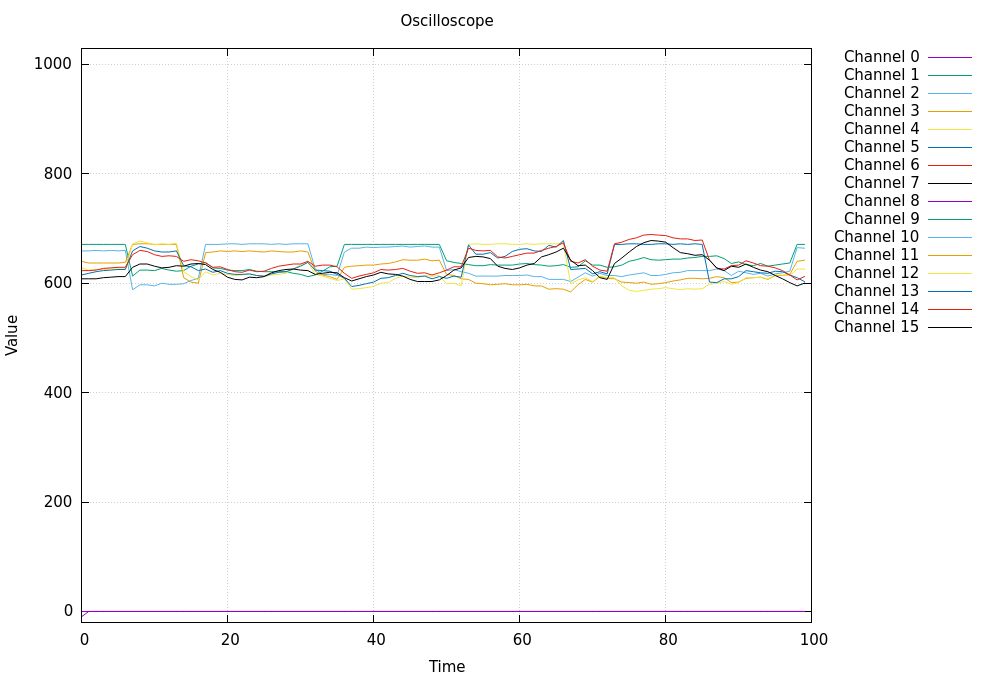 Oscilloscope
Channel 0
Channel 1
Channel 2
Channel 3
Channel 4
Channel 5
Channel 6
Channel 7
Channel 8
Channel 9
Channel 10
Channel 11
Channel 12
Channel 13
Channel 14
Channel 15
1000
800
600
400
200
0
Value
0 20 40 60 80 100
Time